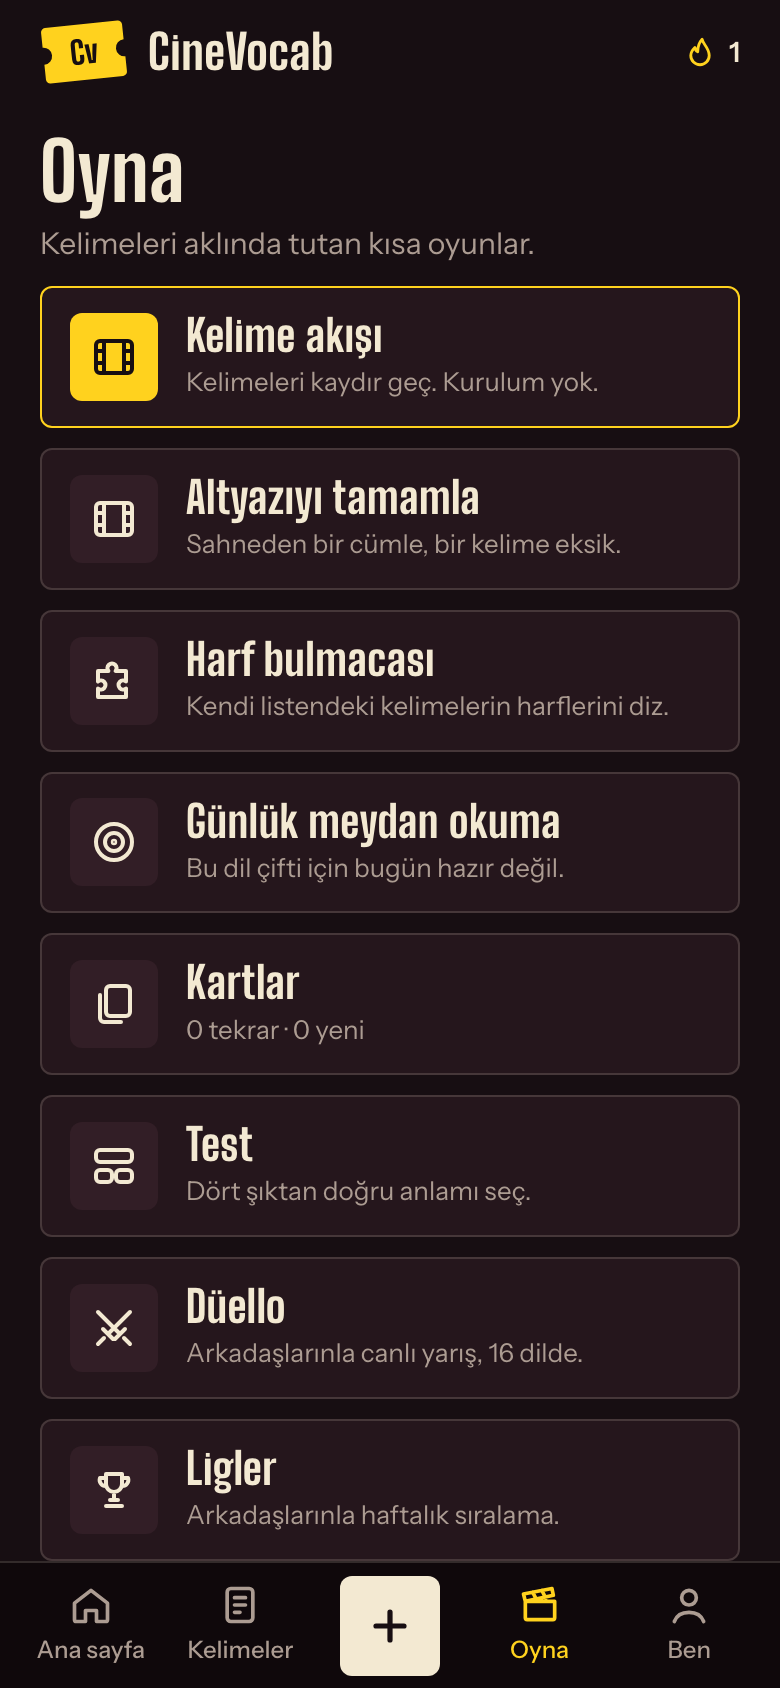 Cv
CineVocab
1
Oyna
Kelimeleri aklında tutan kısa oyunlar.
Kelime akışı
Kelimeleri kaydır geç. Kurulum yok.
Altyazıyı tamamla
Sahneden bir cümle, bir kelime eksik.
Harf bulmacası
Kendi listendeki kelimelerin harflerini diz.
Günlük meydan okuma
Bu dil çifti için bugün hazır değil.
Kartlar
0 tekrar · 0 yeni
Test
Dört şıktan doğru anlamı seç.
Düello
Arkadaşlarınla canlı yarış, 16 dilde.
Ligler
Arkadaşlarınla haftalık sıralama.
Ana sayfa
Kelimeler
Oyna
Ben